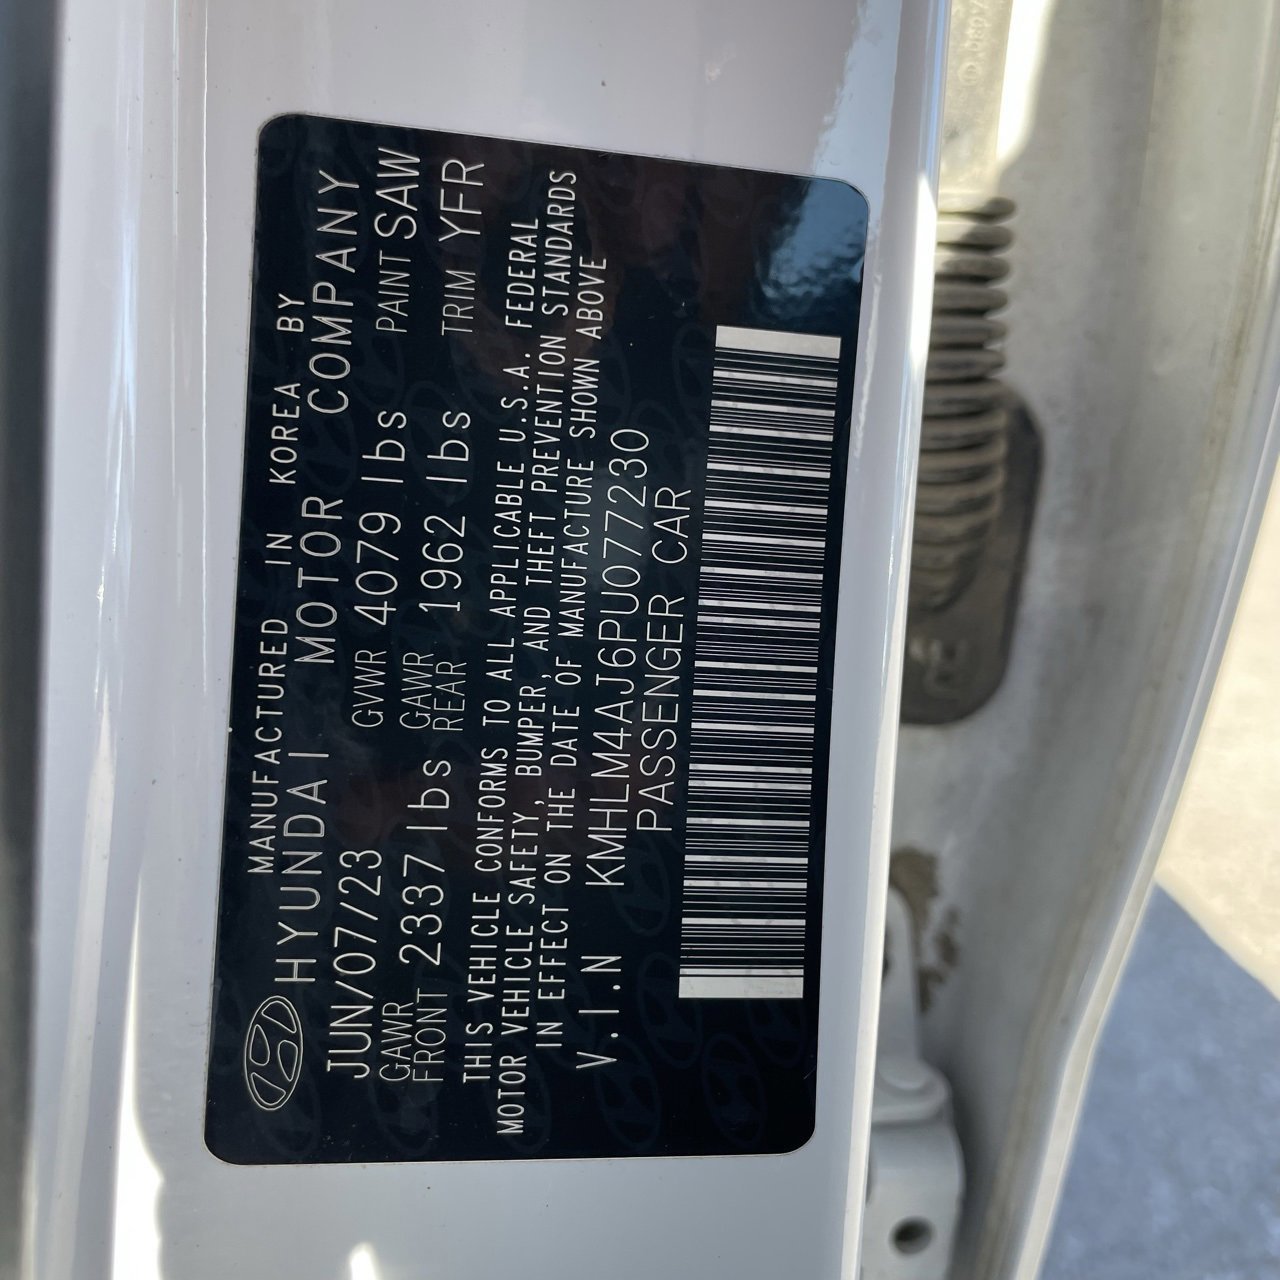 MANUFACTURED IN KOREA BY
HYUNDAI MOTOR COMPANY
JUN/07/23 GVWR 4079 lbs PAINT SAW
GAWR FRONT 2337 lbs GAWR REAR 1962 lbs TRIM YFR
THIS VEHICLE CONFORMS TO ALL APPLICABLE U.S.A. FEDERAL
MOTOR VEHICLE SAFETY, BUMPER, AND THEFT PREVENTION STANDARDS
IN EFFECT ON THE DATE OF MANUFACTURE SHOWN ABOVE
V.I.N KMHLM4AJ6PU077230
PASSENGER CAR